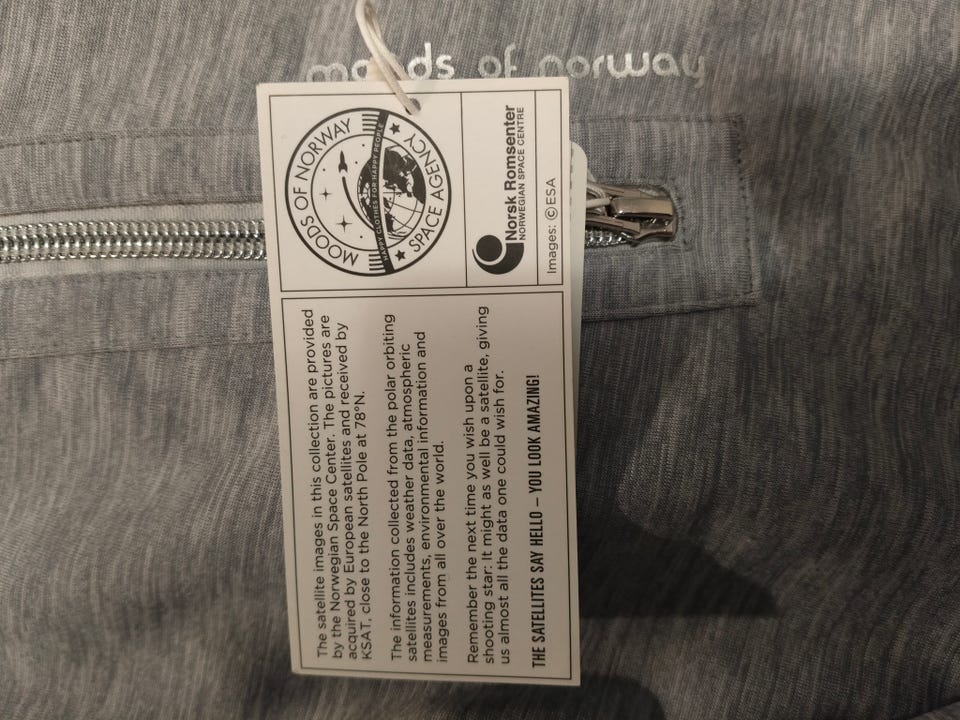 moods of norway
MOODS OF NORWAY
HAPPY CLOTHES FOR HAPPY PEOPLE
SPACE AGENCY
Norsk Romsenter
NORWEGIAN SPACE CENTRE
Images: ©ESA
The satellite images in this collection are provided
by the Norwegian Space Center. The pictures are
acquired by European satellites and received by
KSAT, close to the North Pole at 78°N.
The information collected from the polar orbiting
satellites includes weather data, atmospheric
measurements, environmental information and
images from all over the world.
Remember the next time you wish upon a
shooting star: It might as well be a satellite, giving
us almost all the data one could wish for.
THE SATELLITES SAY HELLO – YOU LOOK AMAZING!